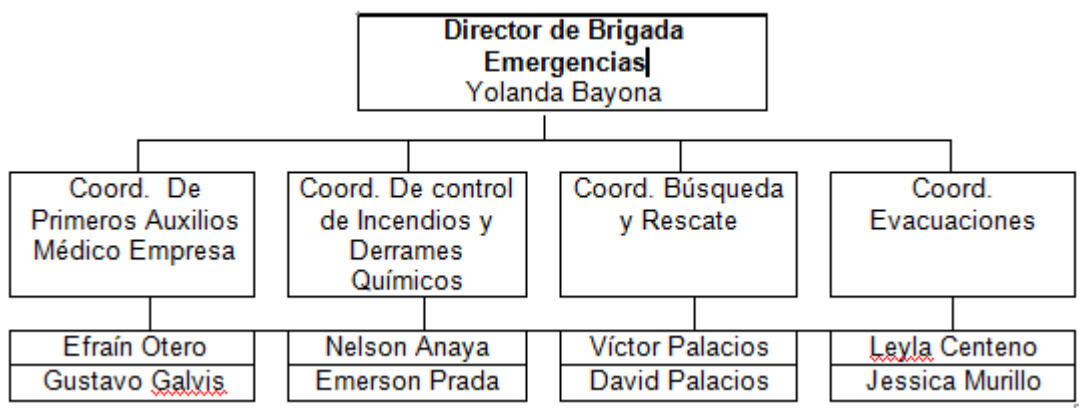 Director de Brigada
Emergencias
Yolanda Bayona
Coord. De
Primeros Auxilios
Médico Empresa
Coord. De control
de Incendios y
Derrames
Químicos
Coord. Búsqueda
y Rescate
Coord.
Evacuaciones
Efraín Otero
Gustavo Galvis
Nelson Anaya
Emerson Prada
Víctor Palacios
David Palacios
Leyla Centeno
Jessica Murillo